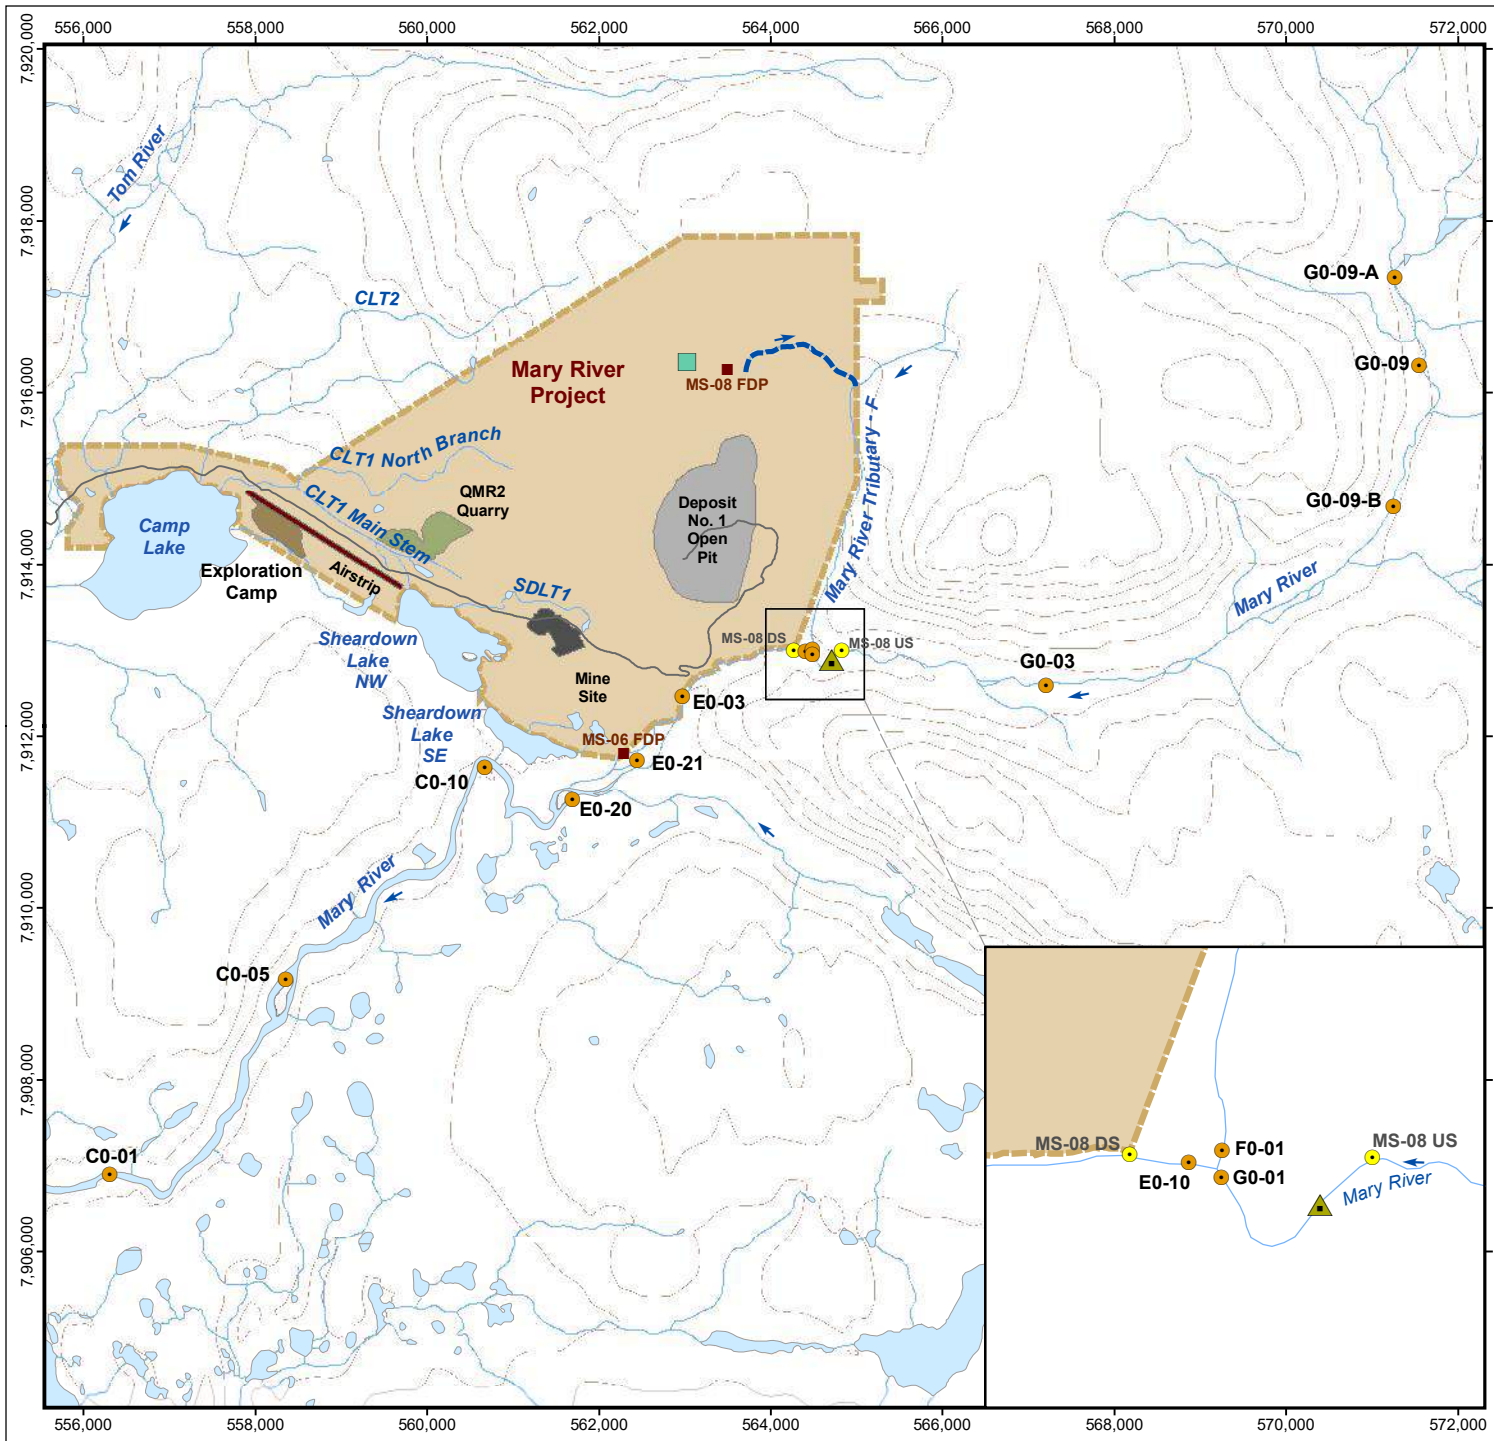 556,000 558,000 560,000 562,000 564,000 566,000 568,000 570,000 572,000
7,920,000
7,918,000
7,916,000
7,914,000
7,912,000
7,910,000
7,908,000
7,906,000
Tom River
CLT2
G0-09-A
G0-09
G0-09-B
Mary River
Project
MS-08 FDP
Mary River Tributary - F
CLT1 North Branch
CLT1 Main Stem
QMR2
Quarry
Deposit
No. 1
Open
Pit
Camp
Lake
Exploration
Camp
Airstrip
SDLT1
Mary River
Sheardown
Lake
NW
MS-08 DS
MS-08 US
G0-03
Mine
Site
E0-03
Sheardown
Lake
SE
MS-06 FDP
E0-21
C0-10
E0-20
Mary River
C0-05
C0-01
MS-08 DS
MS-08 US
F0-01
E0-10
G0-01
Mary River
556,000 558,000 560,000 562,000 564,000 566,000 568,000 570,000 572,000